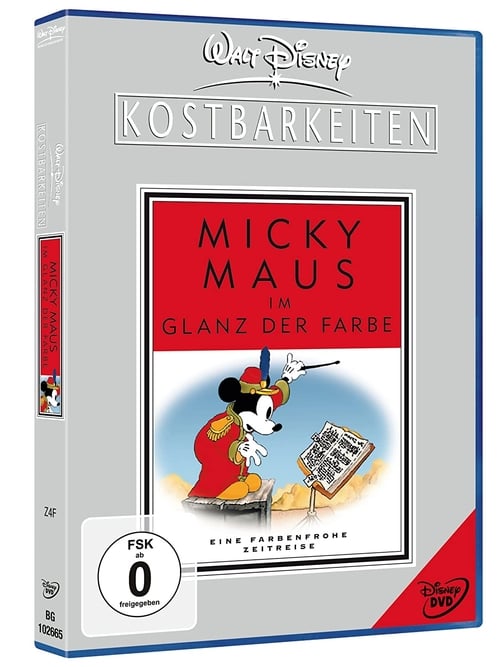 WALT DISNEY
KOSTBARKEITEN
MICKY
MAUS
IM
GLANZ DER FARBE
EINE FARBENFROHE
ZEITREISE
FSK
ab
0
freigegeben
DISNEY
DVD
WALT DISNEY
KOSTBARKEITEN
MICKY MAUS
IM GLANZ DER FARBE
Z4F
DISNEY
DVD
BG
102665